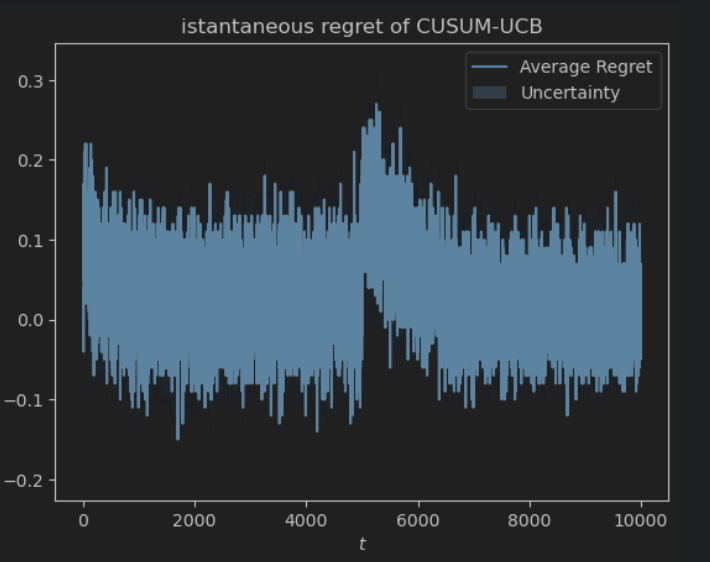 istantaneous regret of CUSUM-UCB
Average Regret
Uncertainty
0.3
0.2
0.1
0.0
−0.1
−0.2
0 2000 4000 6000 8000 10000
t